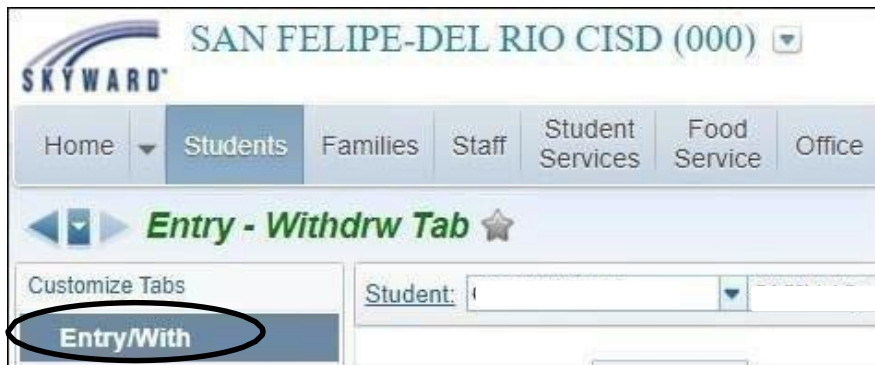 SAN FELIPE-DEL RIO CISD (000)
SKYWARD
Home Students Families Staff Student Services Food Service Office
Entry - Withdrw Tab
Customize Tabs
Student:
Entry/With